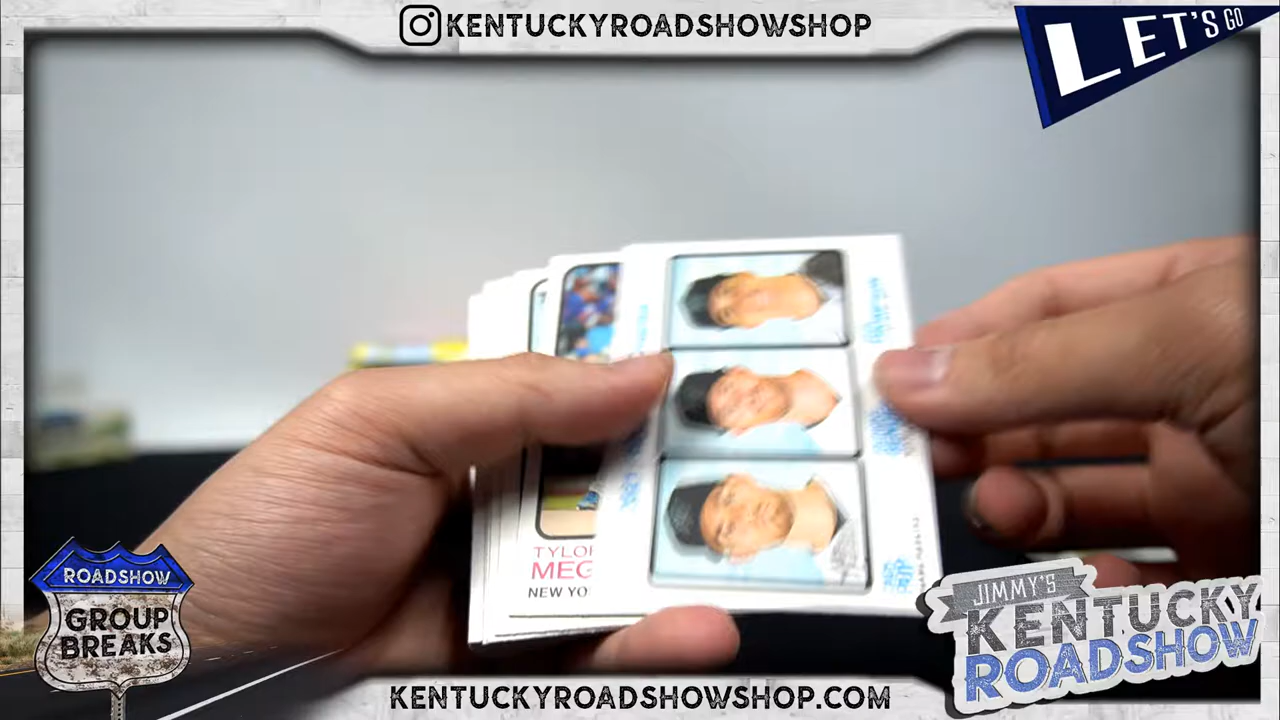 KENTUCKYROADSHOWSHOP
LET'S GO
TYLOR
MEG
NEW YO
ROADSHOW
GROUP
BREAKS
JIMMY'S
KENTUCKY
ROADSHOW
KENTUCKYROADSHOWSHOP.COM